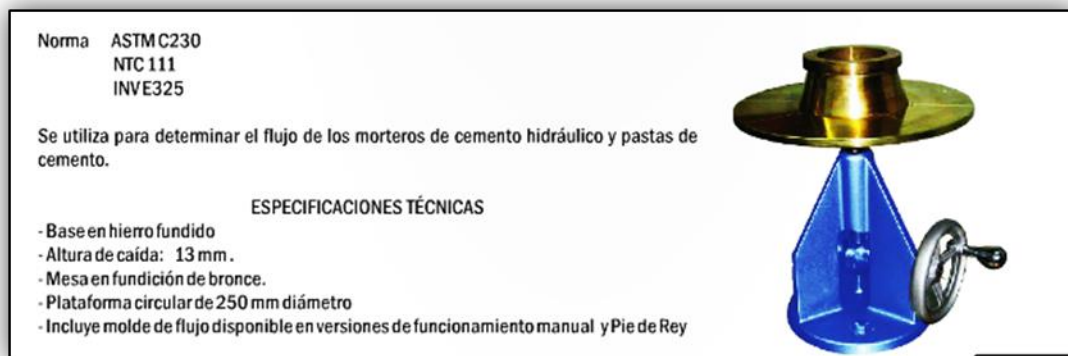 Norma ASTM C230
NTC 111
INV E325
Se utiliza para determinar el flujo de los morteros de cemento hidráulico y pastas de
cemento.
ESPECIFICACIONES TÉCNICAS
- Base en hierro fundido
- Altura de caída: 13 mm.
- Mesa en fundición de bronce.
- Plataforma circular de 250 mm diámetro
- Incluye molde de flujo disponible en versiones de funcionamiento manual y Pie de Rey